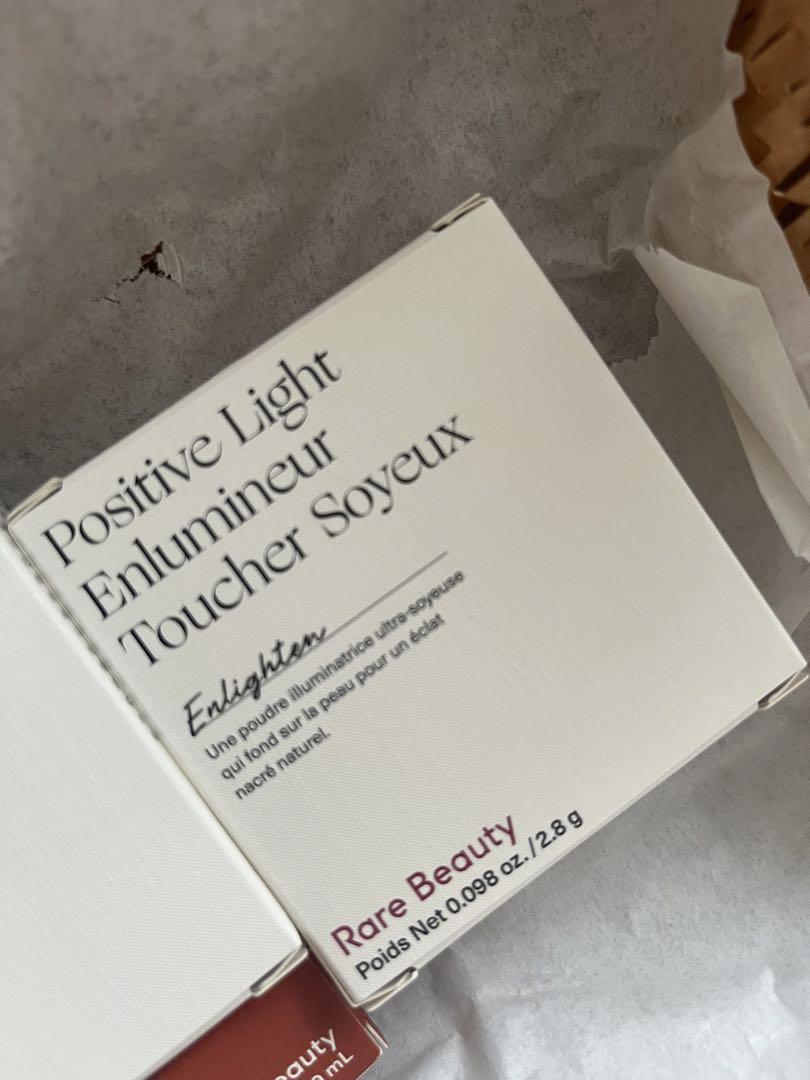 Positive Light
Enlumineur
Toucher Soyeux
Enlighten
Une poudre illuminatrice ultra-soyeuse
qui fond sur la peau pour un éclat
nacré naturel.
Rare Beauty
Poids Net 0.098 oz./2.8 g
mL